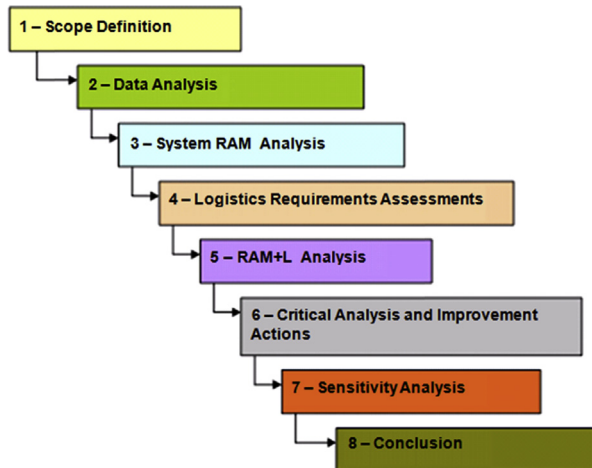 1 – Scope Definition
2 – Data Analysis
3 – System RAM Analysis
4 – Logistics Requirements Assessments
5 – RAM+L Analysis
6 – Critical Analysis and Improvement
Actions
7 – Sensitivity Analysis
8 – Conclusion